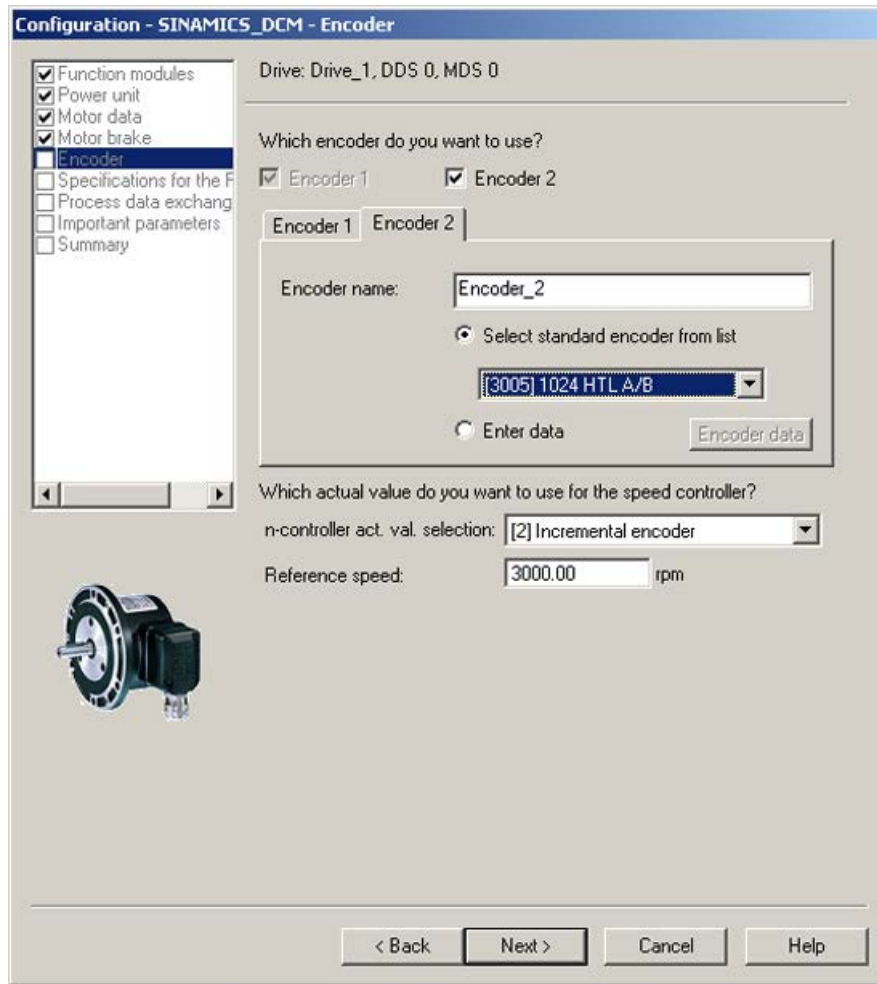 Configuration - SINAMICS_DCM - Encoder
Function modules
Power unit
Motor data
Motor brake
Encoder
Specifications for the F
Process data exchang
Important parameters
Summary
Drive: Drive_1, DDS 0, MDS 0
Which encoder do you want to use?
Encoder 1 Encoder 2
Encoder 1 Encoder 2
Encoder name: Encoder_2
Select standard encoder from list
[3005] 1024 HTL A/B
Enter data Encoder data
Which actual value do you want to use for the speed controller?
n-controller act. val. selection: [2] Incremental encoder
Reference speed: 3000.00 rpm
< Back Next > Cancel Help